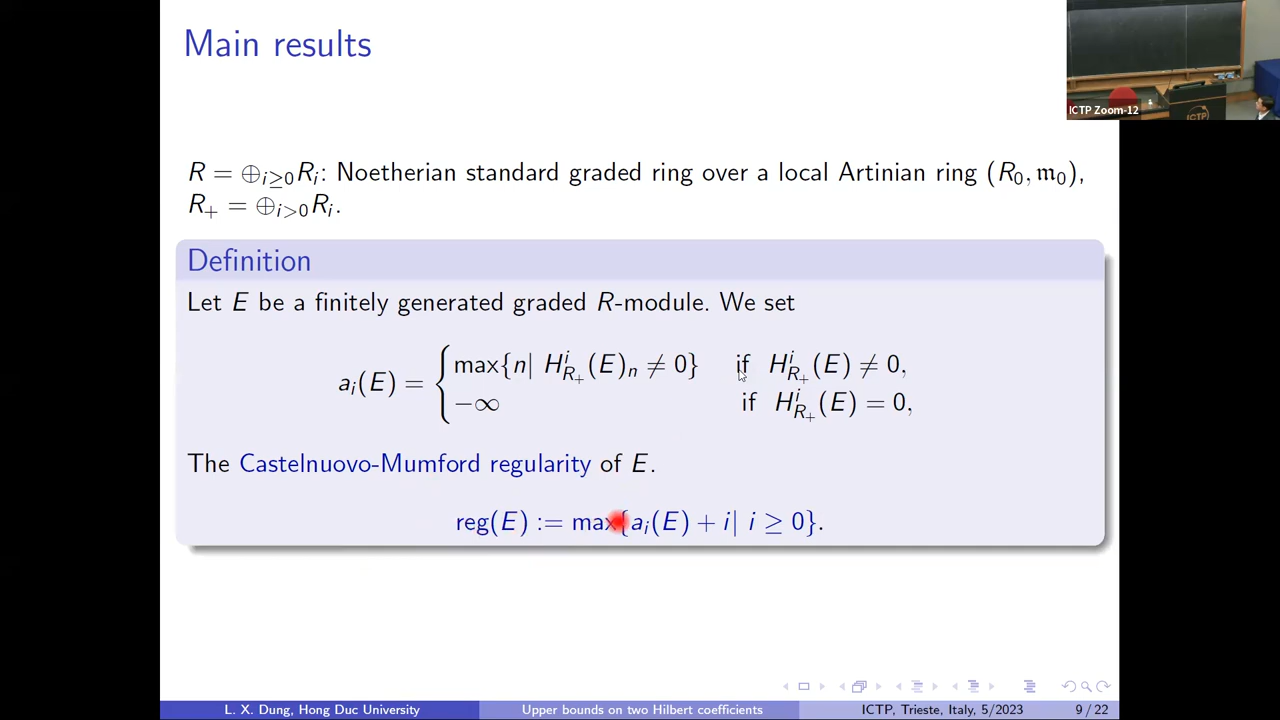 Main results
ICTP Zoom-12
ICTP
R = ⊕_{i≥0}R_i: Noetherian standard graded ring over a local Artinian ring (R_0, 𝔪_0),
R_+ = ⊕_{i>0}R_i.
Definition
Let E be a finitely generated graded R-module. We set
a_i(E) = { max{n| H^i_{R_+}(E)_n ≠ 0} if H^i_{R_+}(E) ≠ 0,
−∞ if H^i_{R_+}(E) = 0,
The Castelnuovo-Mumford regularity of E.
reg(E) := max{a_i(E) + i| i ≥ 0}.
L. X. Dung, Hong Duc University Upper bounds on two Hilbert coefficients ICTP, Trieste, Italy, 5/2023 9 / 22